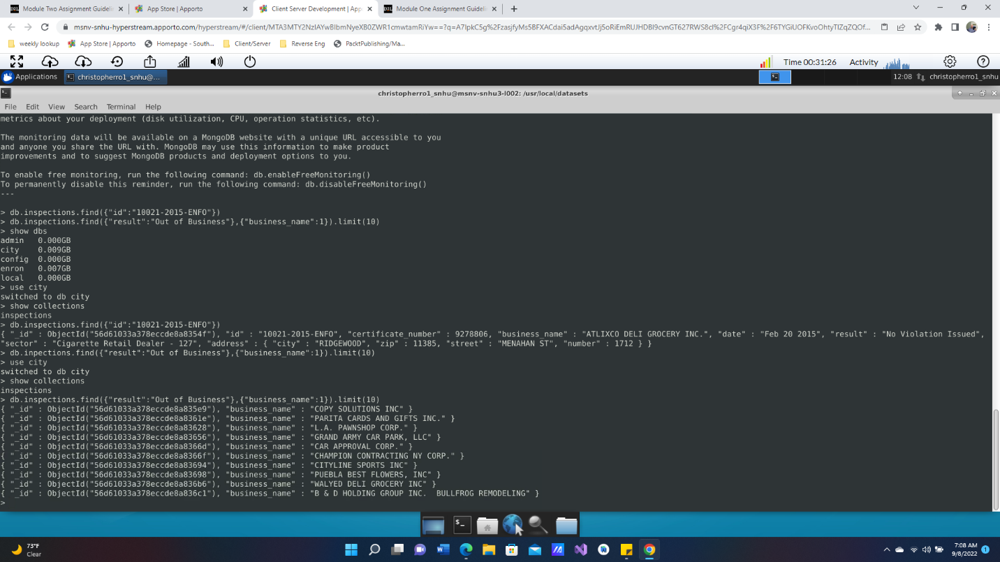 Module Two Assignment Guideli
App Store | Apporto
Client Server Development | App
Module One Assignment Guideli
weekly lookup
App Store | Apporto
Homepage - South...
Client/Server
Reverse Eng
PacktPublishing/Ma...
Time 00:31:26 Activity
Applications
christopherro1_snhu@...
12:08
christopherro1_snhu
christopherro1_snhu@msnv-snhu3-l002: /usr/local/datasets
File Edit View Search Terminal Help
metrics about your deployment (disk utilization, CPU, operation statistics, etc).
The monitoring data will be available on a MongoDB website with a unique URL accessible to you
and anyone you share the URL with. MongoDB may use this information to make product
improvements and to suggest MongoDB products and deployment options to you.
To enable free monitoring, run the following command: db.enableFreeMonitoring()
To permanently disable this reminder, run the following command: db.disableFreeMonitoring()
---
> db.inspections.find({"id":"10021-2015-ENFO"})
> db.inspections.find({"result":"Out of Business"},{"business_name":1}).limit(10)
> show dbs
admin 0.000GB
city 0.009GB
config 0.000GB
enron 0.007GB
local 0.000GB
> use city
switched to db city
> show collections
inspections
> db.inspections.find({"id":"10021-2015-ENFO"})
{ "_id" : ObjectId("56d61033a378eccde8a8354f"), "id" : "10021-2015-ENFO", "certificate_number" : 9278806, "business_name" : "ATLIXCO DELI GROCERY INC.", "date" : "Feb 20 2015", "result" : "No Violation Issued",
"sector" : "Cigarette Retail Dealer - 127", "address" : { "city" : "RIDGEWOOD", "zip" : 11385, "street" : "MENAHAN ST", "number" : 1712 } }
> db.inpections.find({"result":"Out of Business"},{"business_name":1}).limit(10)
> use city
switched to db city
> show collections
inspections
> db.inspections.find({"result":"Out of Business"},{"business_name":1}).limit(10)
{ "_id" : ObjectId("56d61033a378eccde8a835e9"), "business_name" : "COPY SOLUTIONS INC" }
{ "_id" : ObjectId("56d61033a378eccde8a8361e"), "business_name" : "PARITA CARDS AND GIFTS INC." }
{ "_id" : ObjectId("56d61033a378eccde8a83628"), "business_name" : "L.A. PAWNSHOP CORP." }
{ "_id" : ObjectId("56d61033a378eccde8a83656"), "business_name" : "GRAND ARMY CAR PARK, LLC" }
{ "_id" : ObjectId("56d61033a378eccde8a8366d"), "business_name" : "CAR APPROVAL CORP." }
{ "_id" : ObjectId("56d61033a378eccde8a8366f"), "business_name" : "CHAMPION CONTRACTING NY CORP." }
{ "_id" : ObjectId("56d61033a378eccde8a83694"), "business_name" : "CITYLINE SPORTS INC" }
{ "_id" : ObjectId("56d61033a378eccde8a83698"), "business_name" : "PUEBLA BEST FLOWERS, INC" }
{ "_id" : ObjectId("56d61033a378eccde8a836b6"), "business_name" : "WALYED DELI GROCERY INC" }
{ "_id" : ObjectId("56d61033a378eccde8a836c1"), "business_name" : "B & D HOLDING GROUP INC.  BULLFROG REMODELING" }
>
73°F
Clear
7:08 AM
9/8/2022